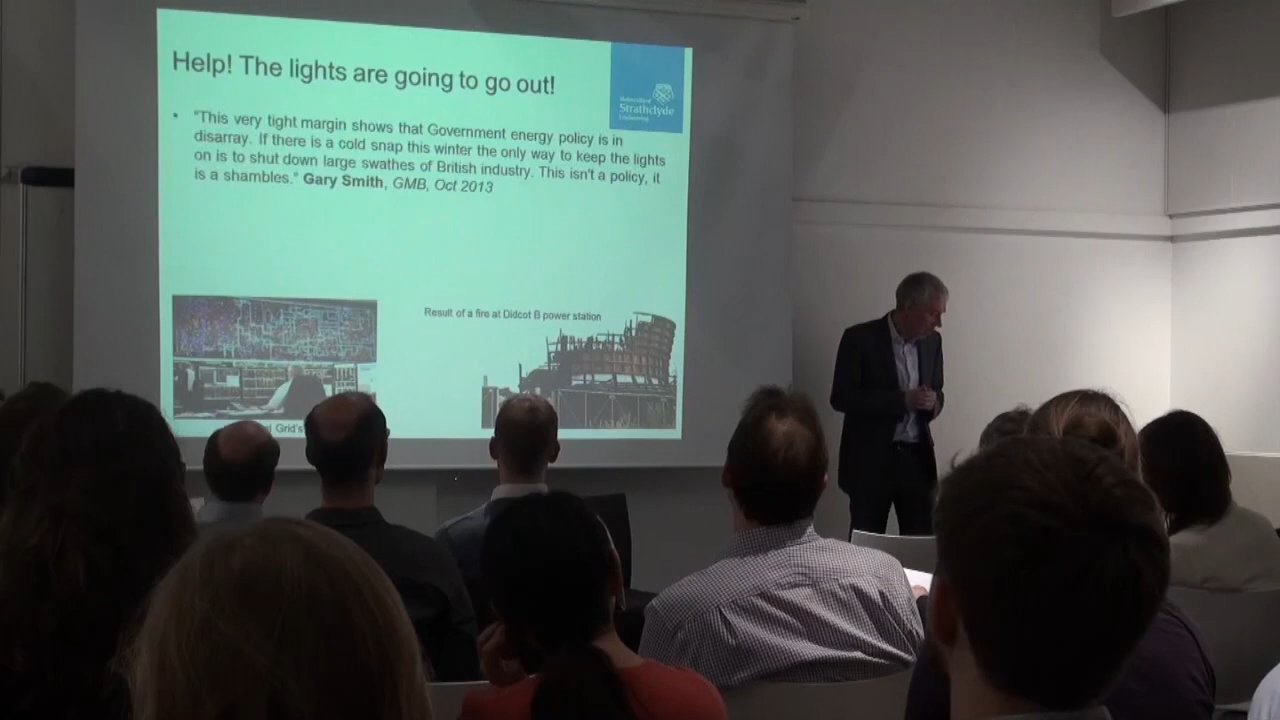 Help! The lights are going to go out!
University of
Strathclyde
Engineering
• "This very tight margin shows that Government energy policy is in
disarray. If there is a cold snap this winter the only way to keep the lights
on is to shut down large swathes of British industry. This isn't a policy, it
is a shambles." Gary Smith, GMB, Oct 2013
Result of a fire at Didcot B power station
Grid's